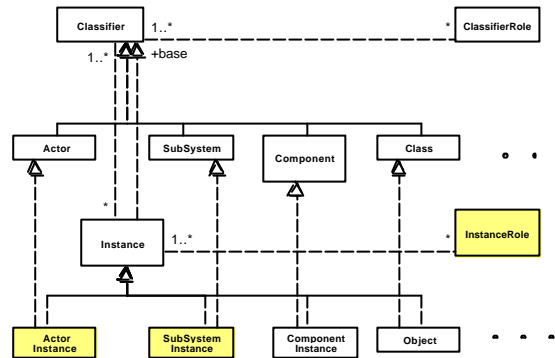 Classifier
1..*
*
ClassifierRole
1..*
+base
Actor
SubSystem
Component
Class
*
Instance
1..*
*
InstanceRole
Actor
Instance
SubSystem
Instance
Component
Instance
Object